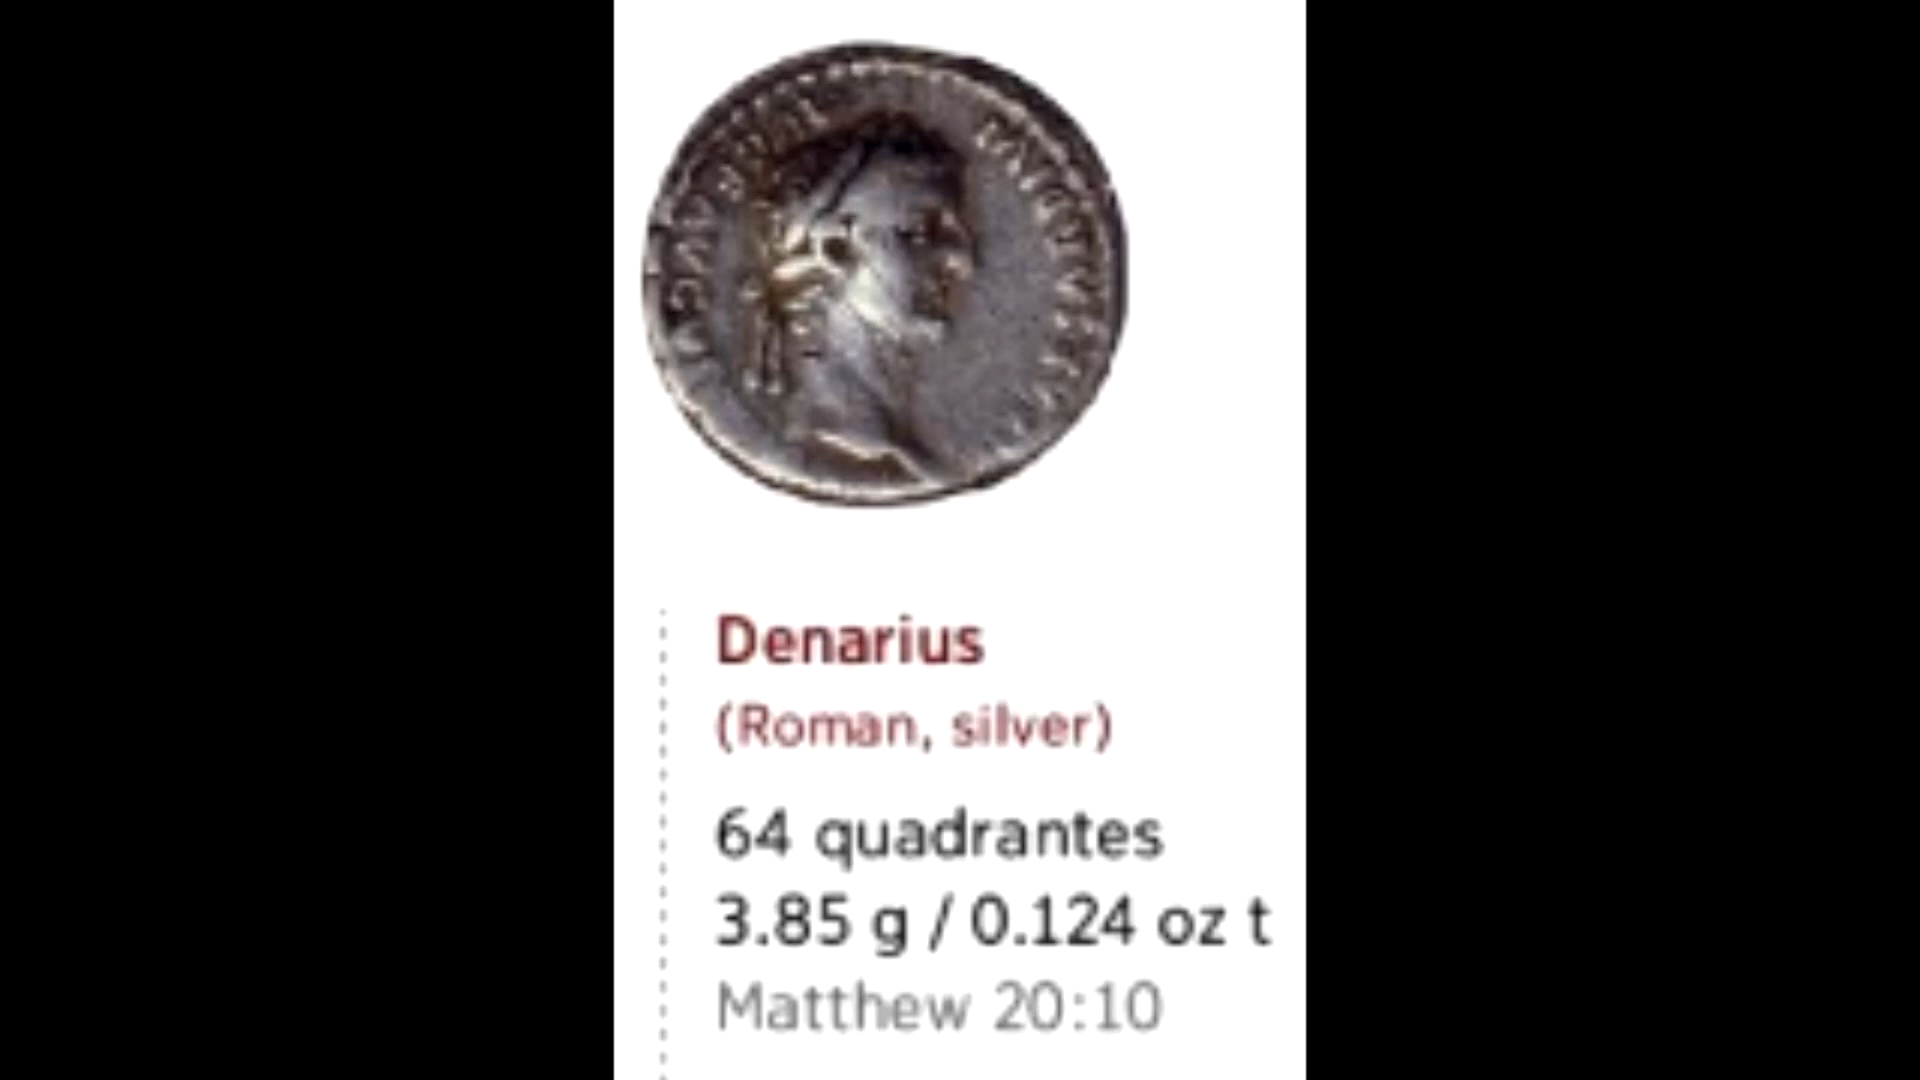 Denarius
(Roman, silver)
64 quadrantes
3.85 g / 0.124 oz t
Matthew 20:10